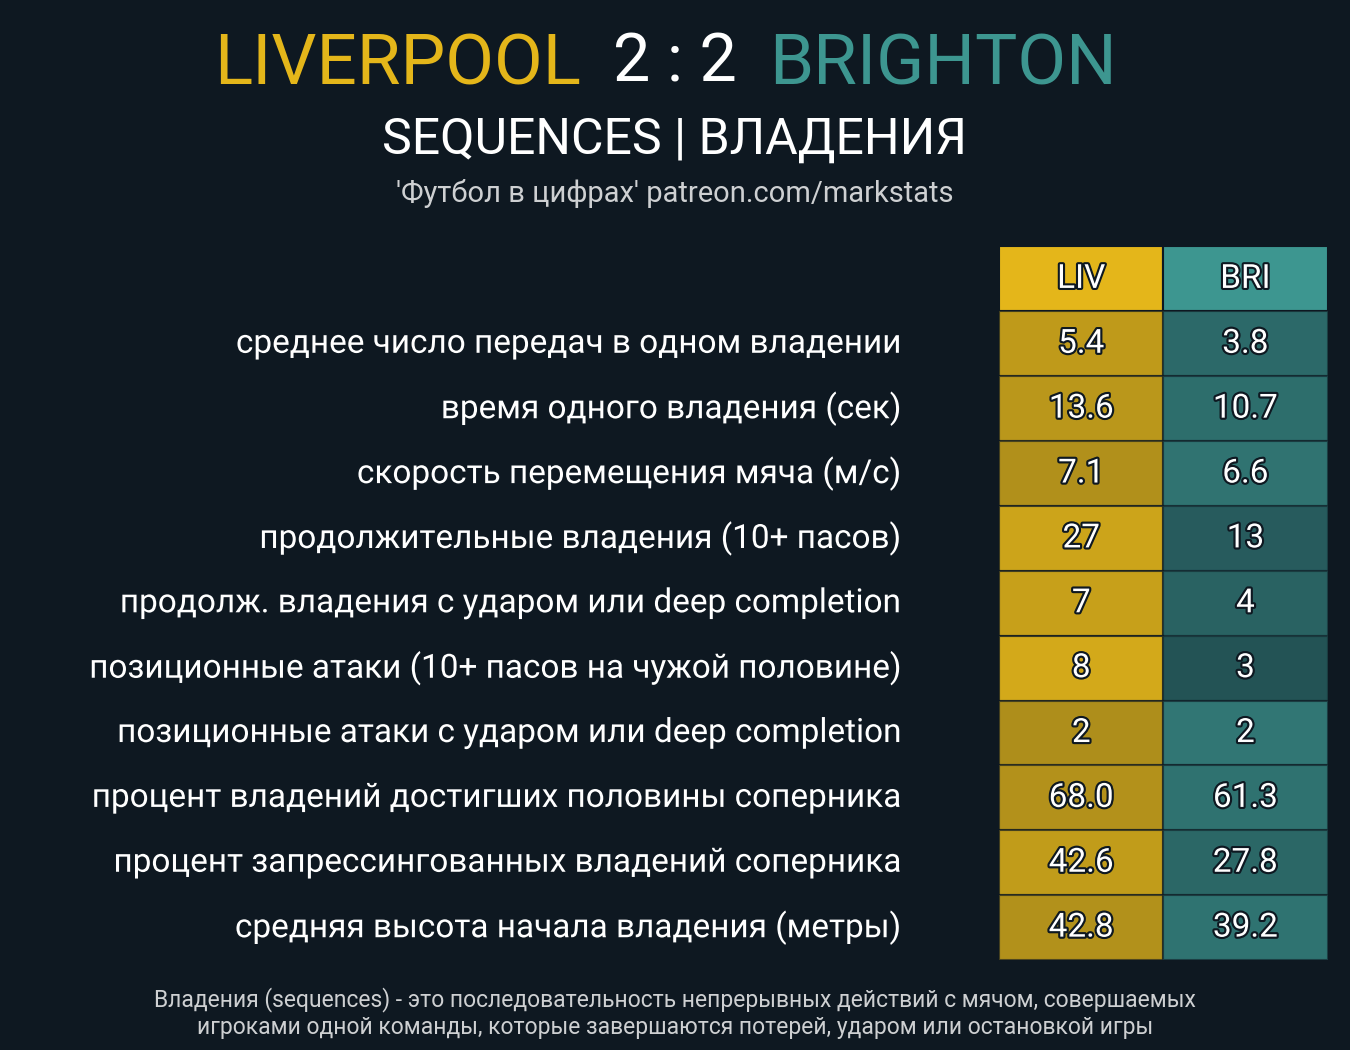 LIVERPOOL 2 : 2 BRIGHTON
SEQUENCES | ВЛАДЕНИЯ
'Футбол в цифрах' patreon.com/markstats
LIV BRI
среднее число передач в одном владении 5.4 3.8
время одного владения (сек) 13.6 10.7
скорость перемещения мяча (м/с) 7.1 6.6
продолжительные владения (10+ пасов) 27 13
продолж. владения с ударом или deep completion 7 4
позиционные атаки (10+ пасов на чужой половине) 8 3
позиционные атаки с ударом или deep completion 2 2
процент владений достигших половины соперника 68.0 61.3
процент запрессингованных владений соперника 42.6 27.8
средняя высота начала владения (метры) 42.8 39.2
Владения (sequences) - это последовательность непрерывных действий с мячом, совершаемых
игроками одной команды, которые завершаются потерей, ударом или остановкой игры